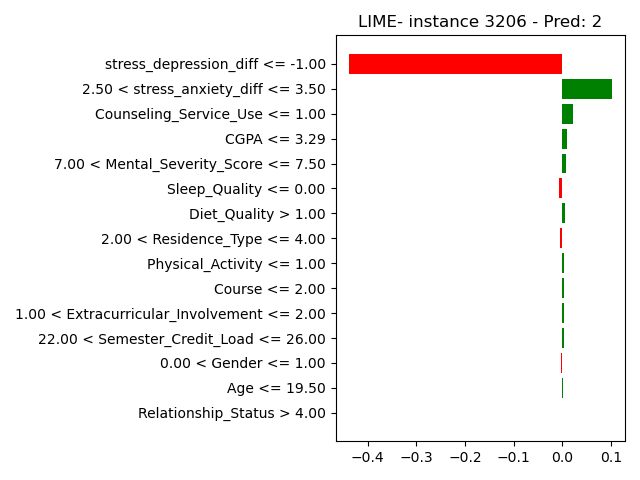 LIME- instance 3206 - Pred: 2
stress_depression_diff <= -1.00
2.50 < stress_anxiety_diff <= 3.50
Counseling_Service_Use <= 1.00
CGPA <= 3.29
7.00 < Mental_Severity_Score <= 7.50
Sleep_Quality <= 0.00
Diet_Quality > 1.00
2.00 < Residence_Type <= 4.00
Physical_Activity <= 1.00
Course <= 2.00
1.00 < Extracurricular_Involvement <= 2.00
22.00 < Semester_Credit_Load <= 26.00
0.00 < Gender <= 1.00
Age <= 19.50
Relationship_Status > 4.00
−0.4 −0.3 −0.2 −0.1 0.0 0.1